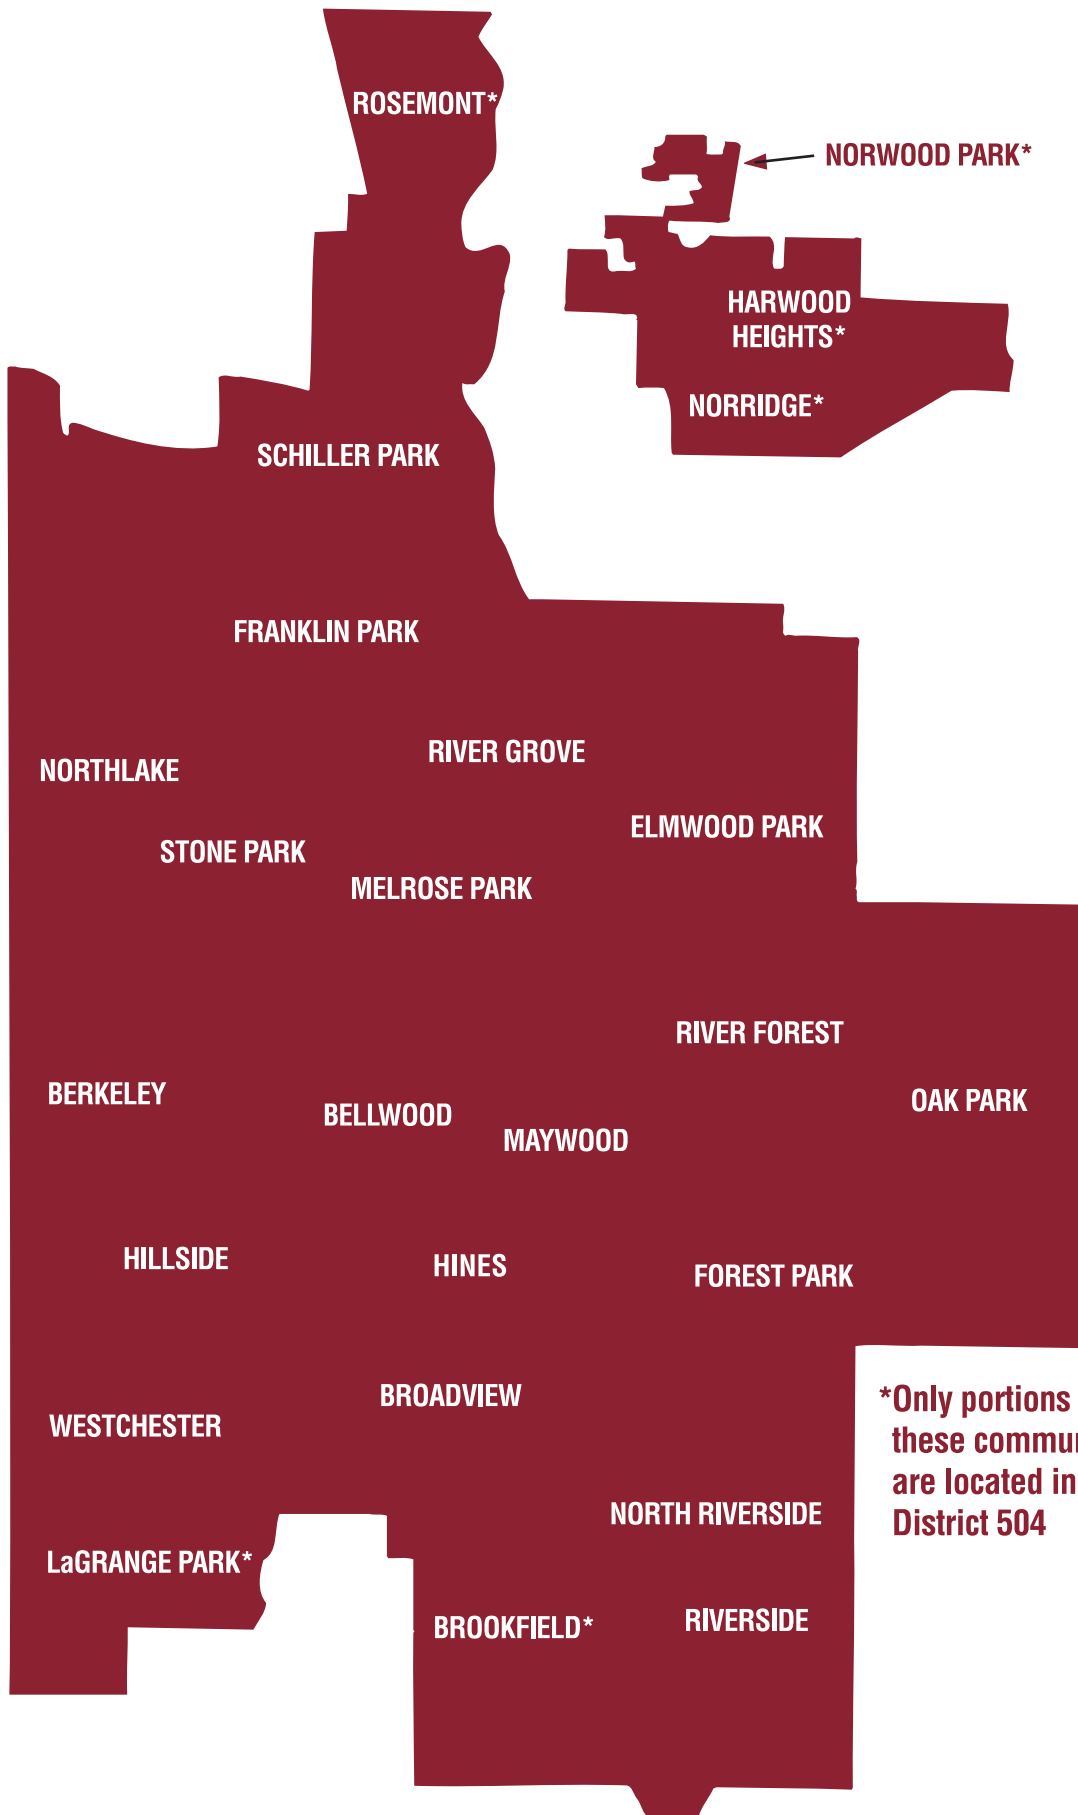 ROSEMONT*
NORWOOD PARK*
HARWOOD
HEIGHTS*
NORRIDGE*
SCHILLER PARK
FRANKLIN PARK
RIVER GROVE
NORTHLAKE
ELMWOOD PARK
STONE PARK
MELROSE PARK
RIVER FOREST
BERKELEY
OAK PARK
BELLWOOD
MAYWOOD
HILLSIDE
HINES
FOREST PARK
BROADVIEW
WESTCHESTER
*Only portions
these
are located in
District 504
NORTH RIVERSIDE
LaGRANGE PARK*
BROOKFIELD*
RIVERSIDE